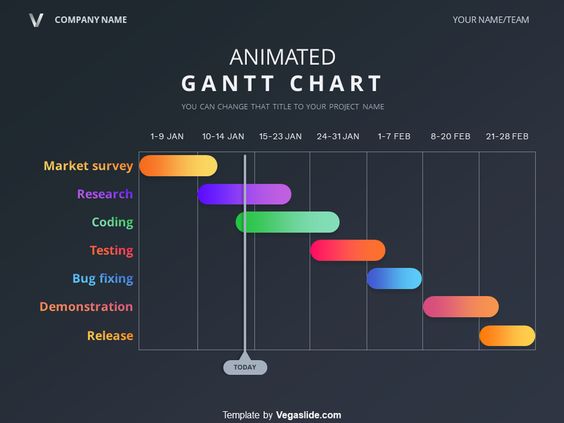 COMPANY NAME
YOUR NAME/TEAM
ANIMATED
GANTT CHART
YOU CAN CHANGE THAT TITLE TO YOUR PROJECT NAME
1-9 JAN 10-14 JAN 15-23 JAN 24-31 JAN 1-7 FEB 8-20 FEB 21-28 FEB
Market survey
Research
Coding
Testing
Bug fixing
Demonstration
Release
TODAY
Template by Vegaslide.com